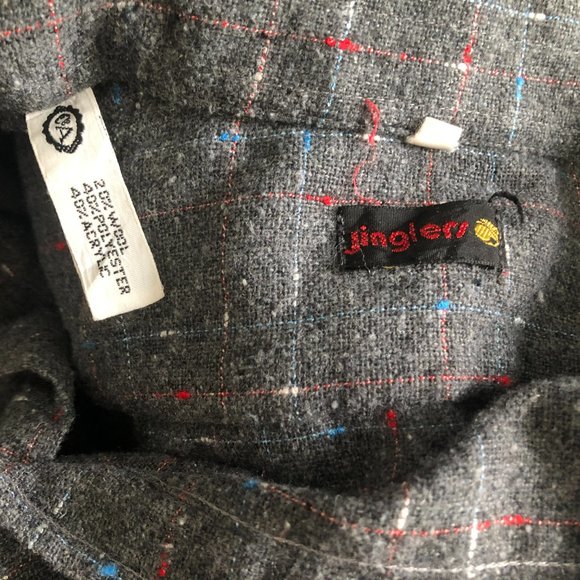 A
20% WOOL
40% POLYESTER
40% ACRYLIC
Jinglers